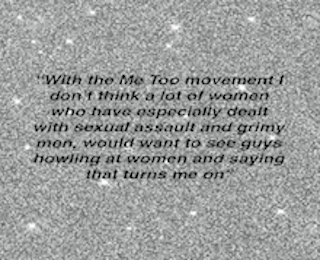 "With the Me Too movement I
don't think a lot of women
who have especially dealt
with sexual assault and grimy
men, would want to see guys
howling at women and saying
that turns me on"